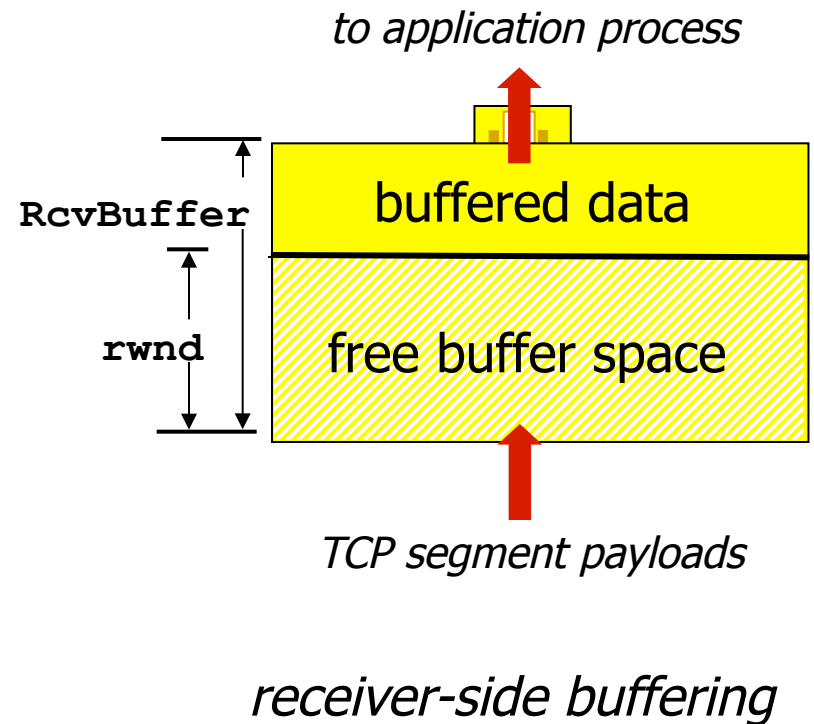 to application process
RcvBuffer
buffered data
rwnd
free buffer space
TCP segment payloads
receiver-side buffering